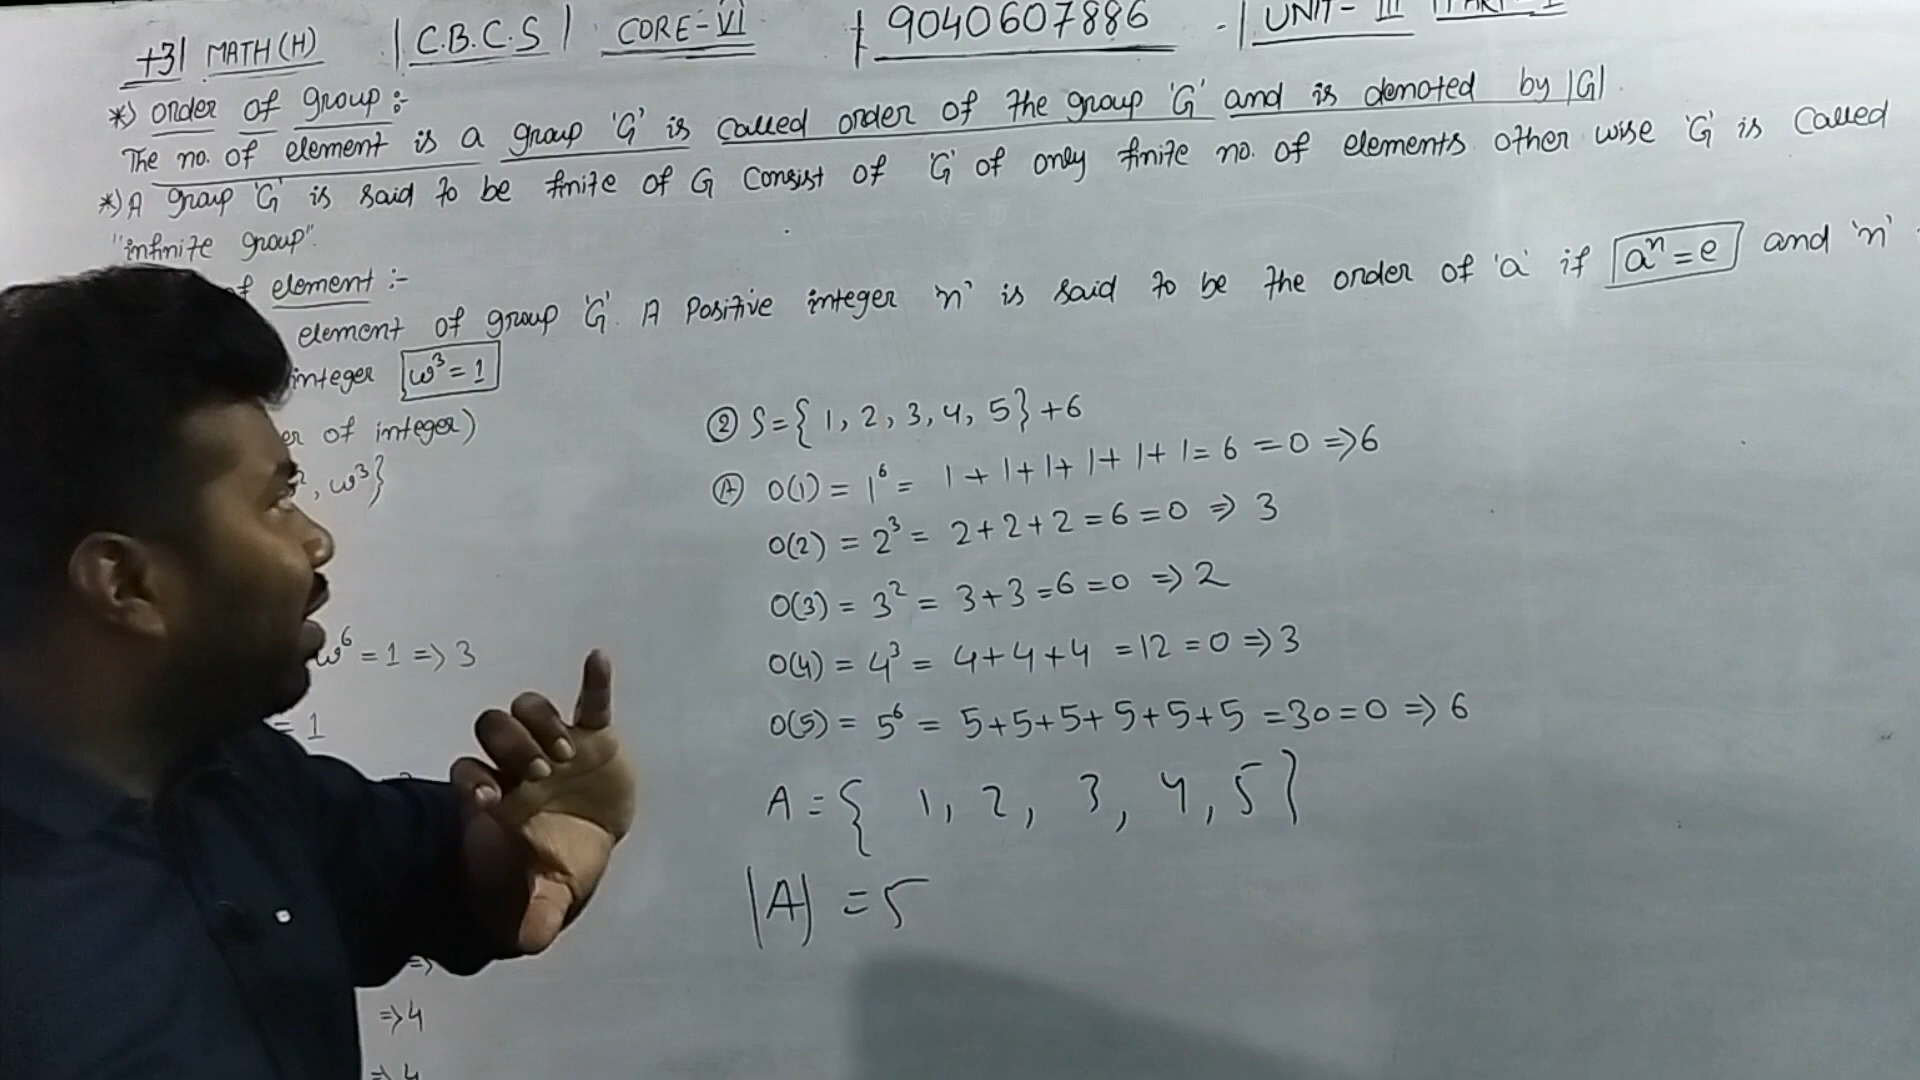 +3| MATH(H) | C.B.C.S | CORE-VI | 9040607886 - | UNIT- III
*) order of group :-
The no. of element is a group 'G' is called order of the group 'G' and is denoted by |G|
*) A group 'G' is said to be finite of G consist of 'G' of only finite no. of elements other wise 'G' is called
"infinite group".
of element :-
element of group 'G'. A Positive integer 'n' is said to be the order of 'a' if a^n = e and 'n'
integer ω³ = 1
of integer)
, ω³}
ω⁶ = 1 => 3
= 1
=>
=> 4
=> 4
② S = { 1, 2, 3, 4, 5} +6
Ⓐ O(1) = 1⁶ = 1 + 1 + 1 + 1 + 1 + 1 = 6 = 0 => 6
O(2) = 2³ = 2+2+2 = 6 = 0 => 3
O(3) = 3² = 3+3 = 6 = 0 => 2
O(4) = 4³ = 4+4+4 = 12 = 0 => 3
O(5) = 5⁶ = 5+5+5+5+5+5 = 30 = 0 => 6
A = { 1, 2, 3, 4, 5}
|A| = 5